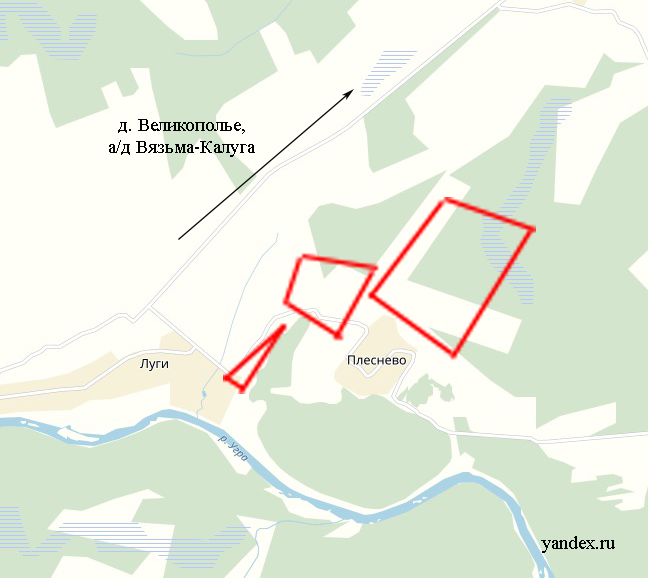 д. Великополье,
а/д Вязьма-Калуга
Луги
Плеснево
р. Угра
yandex.ru